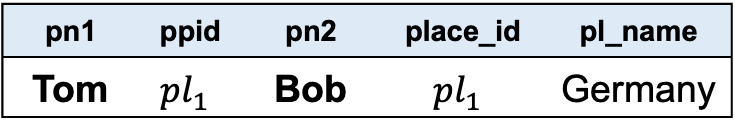 pn1 ppid pn2 place_id pl_name
Tom pl₁ Bob pl₁ Germany